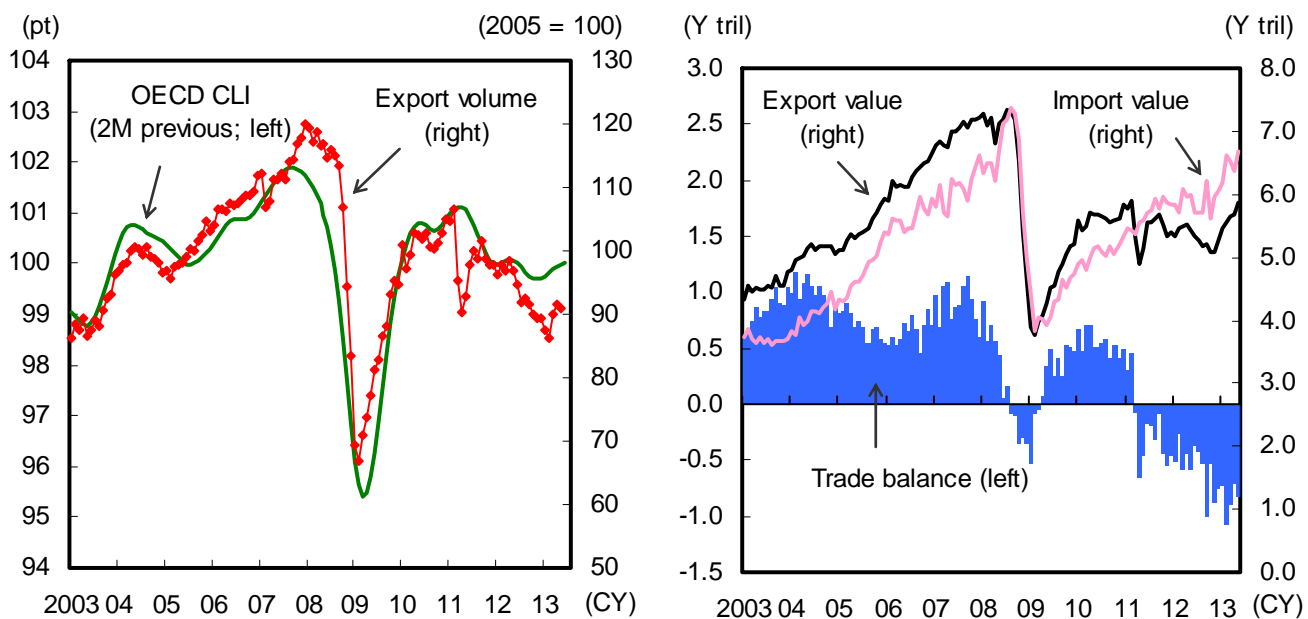 (pt)
(2005 = 100)
104
103
102
101
100
99
98
97
96
95
94
130
120
110
100
90
80
70
60
50
OECD CLI
(2M previous; left)
Export volume
(right)
2003 04 05 06 07 08 09 10 11 12 13
(CY)
(Y tril)
(Y tril)
3.0
2.5
2.0
1.5
1.0
0.5
0.0
-0.5
-1.0
-1.5
8.0
7.0
6.0
5.0
4.0
3.0
2.0
1.0
0.0
Export value
(right)
Import value
(right)
Trade balance (left)
2003 04 05 06 07 08 09 10 11 12 13
(CY)